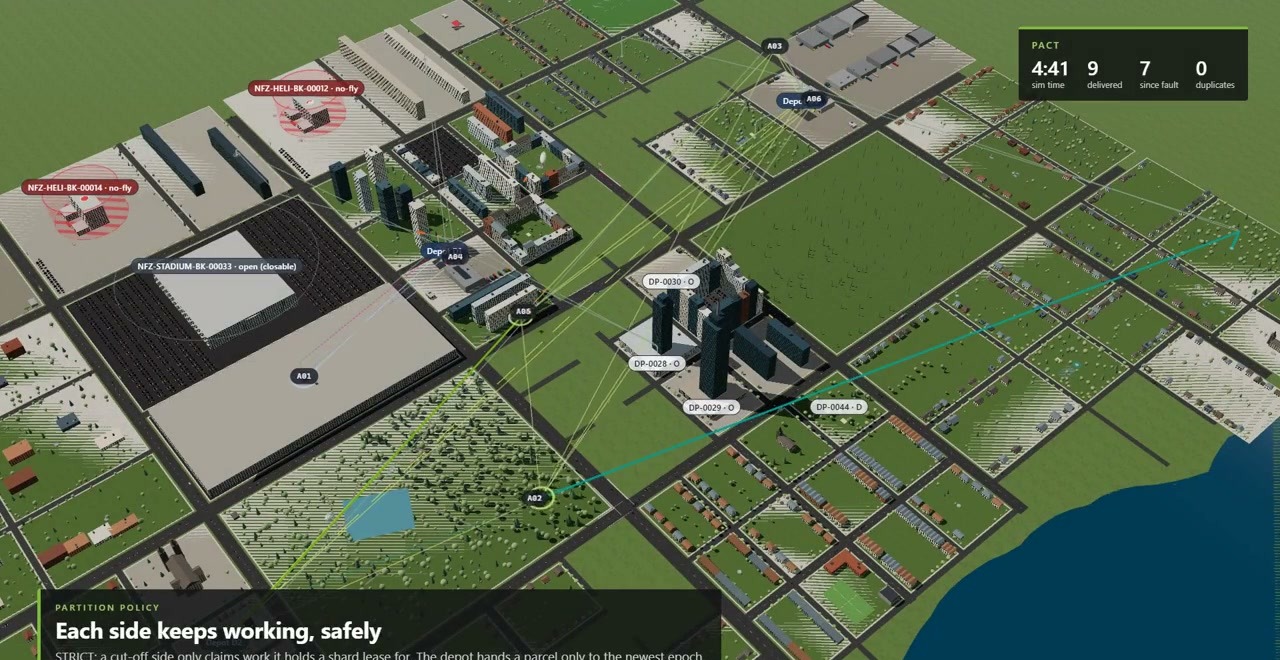 A03
PACT
4:41 9 7 0
sim time delivered since fault duplicates
NFZ-HELI-BK-00012 · no-fly
A06
NFZ-HELI-BK-00014 · no-fly
A04
NFZ-STADIUM-BK-00033 · open (closable)
DP-0030 · O
A05
DP-0028 · O
A01
DP-0029 · O
DP-0044 · D
A02
PARTITION POLICY
Each side keeps working, safely
STRICT: a cut-off side only claims work it holds a shard lease for. The depot hands a parcel only to the newest epoch